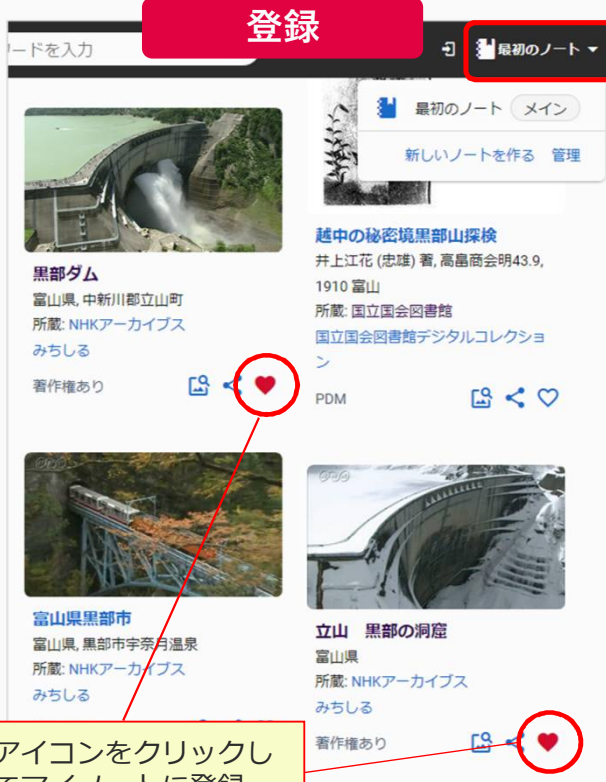 登録
ードを入力
最初のノート
最初のノート メイン
新しいノートを作る 管理
黒部ダム
富山県, 中新川郡立山町
所蔵: NHKアーカイブス
みちしる
著作権あり
越中の秘密境黒部山探検
井上江花 (忠雄) 著, 高畠商会明43.9,
1910 富山
所蔵: 国立国会図書館
国立国会図書館デジタルコレクショ
ン
PDM
富山県黒部市
富山県, 黒部市宇奈月温泉
所蔵: NHKアーカイブス
みちしる
立山 黒部の洞窟
富山県
所蔵: NHKアーカイブス
みちしる
著作権あり
アイコンをクリックし
てマイノートに登録